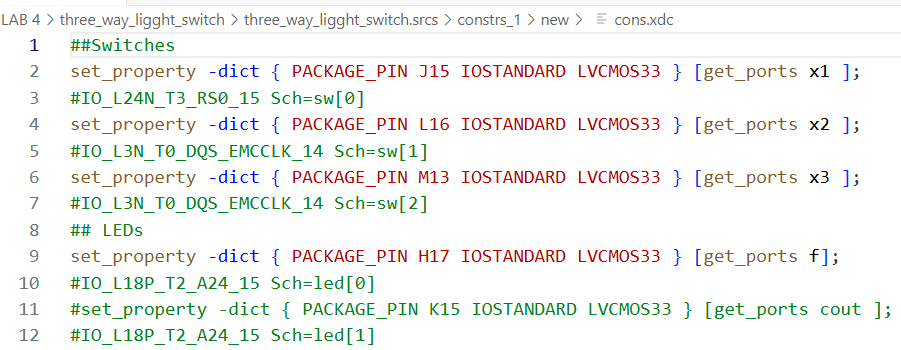 LAB 4 > three_way_ligght_switch > three_way_ligght_switch.srcs > constrs_1 > new > cons.xdc
1 ##Switches
2 set_property -dict { PACKAGE_PIN J15 IOSTANDARD LVCMOS33 } [get_ports x1 ];
3 #IO_L24N_T3_RS0_15 Sch=sw[0]
4 set_property -dict { PACKAGE_PIN L16 IOSTANDARD LVCMOS33 } [get_ports x2 ];
5 #IO_L3N_T0_DQS_EMCCLK_14 Sch=sw[1]
6 set_property -dict { PACKAGE_PIN M13 IOSTANDARD LVCMOS33 } [get_ports x3 ];
7 #IO_L3N_T0_DQS_EMCCLK_14 Sch=sw[2]
8 ## LEDs
9 set_property -dict { PACKAGE_PIN H17 IOSTANDARD LVCMOS33 } [get_ports f];
10 #IO_L18P_T2_A24_15 Sch=led[0]
11 #set_property -dict { PACKAGE_PIN K15 IOSTANDARD LVCMOS33 } [get_ports cout ];
12 #IO_L18P_T2_A24_15 Sch=led[1]